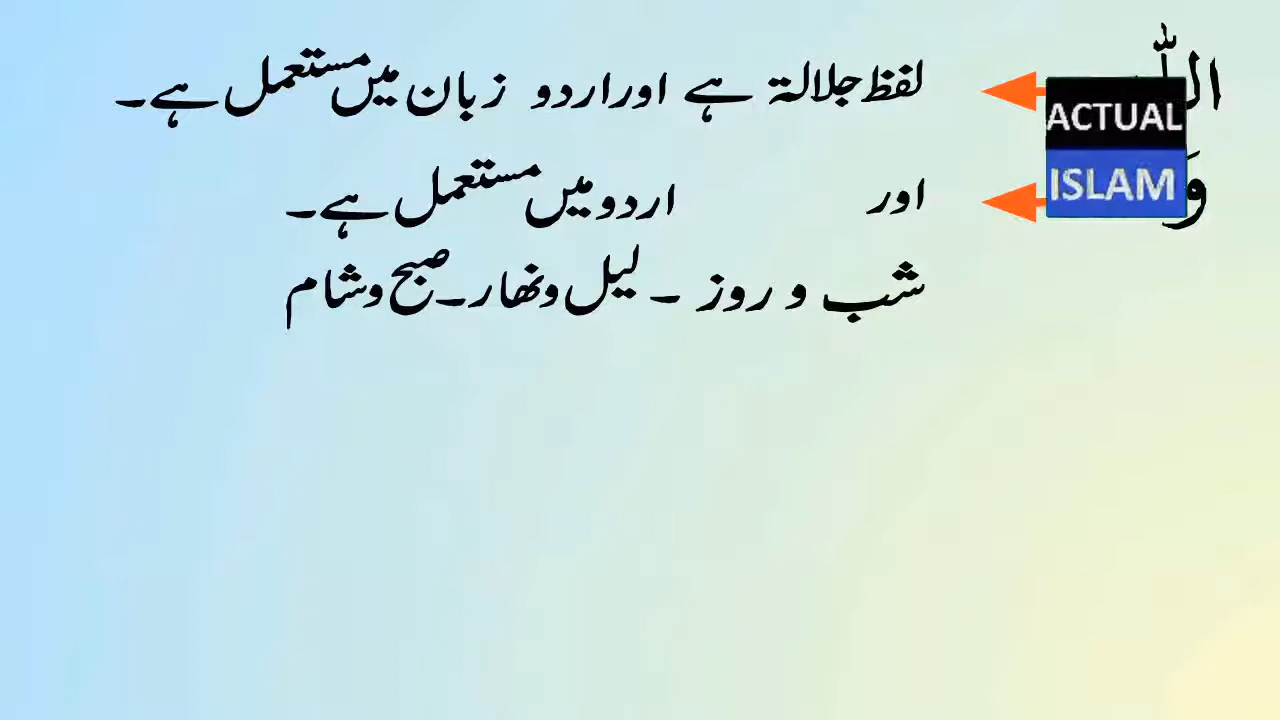 لفظ جلالۃ ہے اور اردو زبان میں مستعمل ہے۔
ACTUAL
وَ اور اردو میں مستعمل ہے۔
ISLAM
شب و روز ۔ لیل ونھار۔ صبح وشام